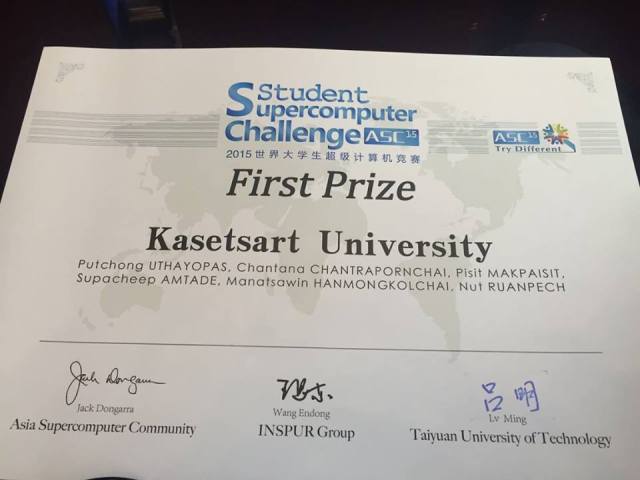 Student
Supercomputer
Challenge ASC15
2015世界大学生超级计算机竞赛
ASC15
Try Different
First Prize
Kasetsart University
Putchong UTHAYOPAS, Chantana CHANTRAPORNCHAI, Pisit MAKPAISIT,
Supacheep AMTADE, Manatsawin HANMONGKOLCHAI, Nut RUANPECH
Jack Dongarra
Jack Dongarra
Asia Supercomputer Community
Wang Endong
INSPUR Group
吕明
Lv Ming
Taiyuan University of Technology